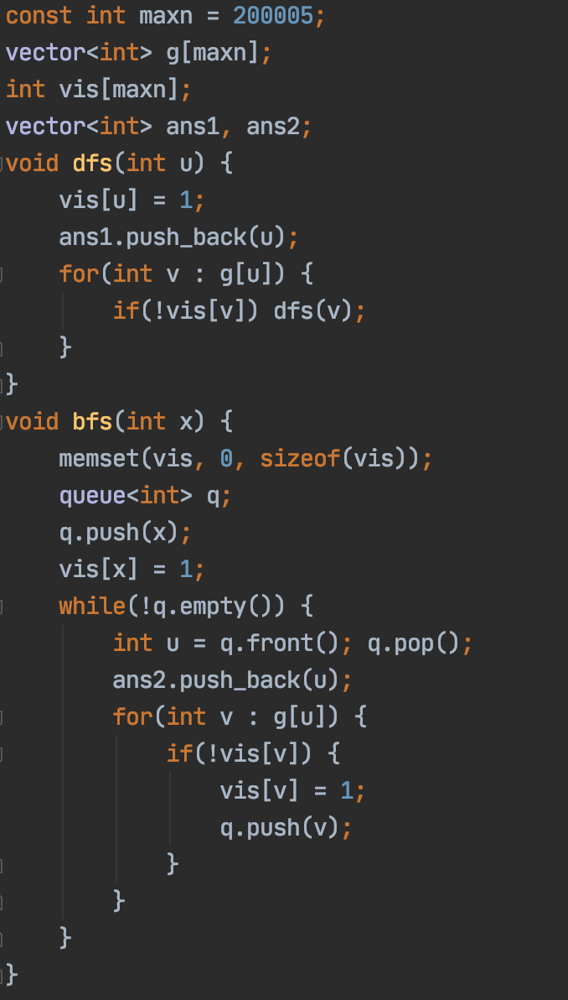 const int maxn = 200005;
vector<int> g[maxn];
int vis[maxn];
vector<int> ans1, ans2;
void dfs(int u) {
    vis[u] = 1;
    ans1.push_back(u);
    for(int v : g[u]) {
        if(!vis[v]) dfs(v);
    }
}
void bfs(int x) {
    memset(vis, 0, sizeof(vis));
    queue<int> q;
    q.push(x);
    vis[x] = 1;
    while(!q.empty()) {
        int u = q.front(); q.pop();
        ans2.push_back(u);
        for(int v : g[u]) {
            if(!vis[v]) {
                vis[v] = 1;
                q.push(v);
            }
        }
    }
}